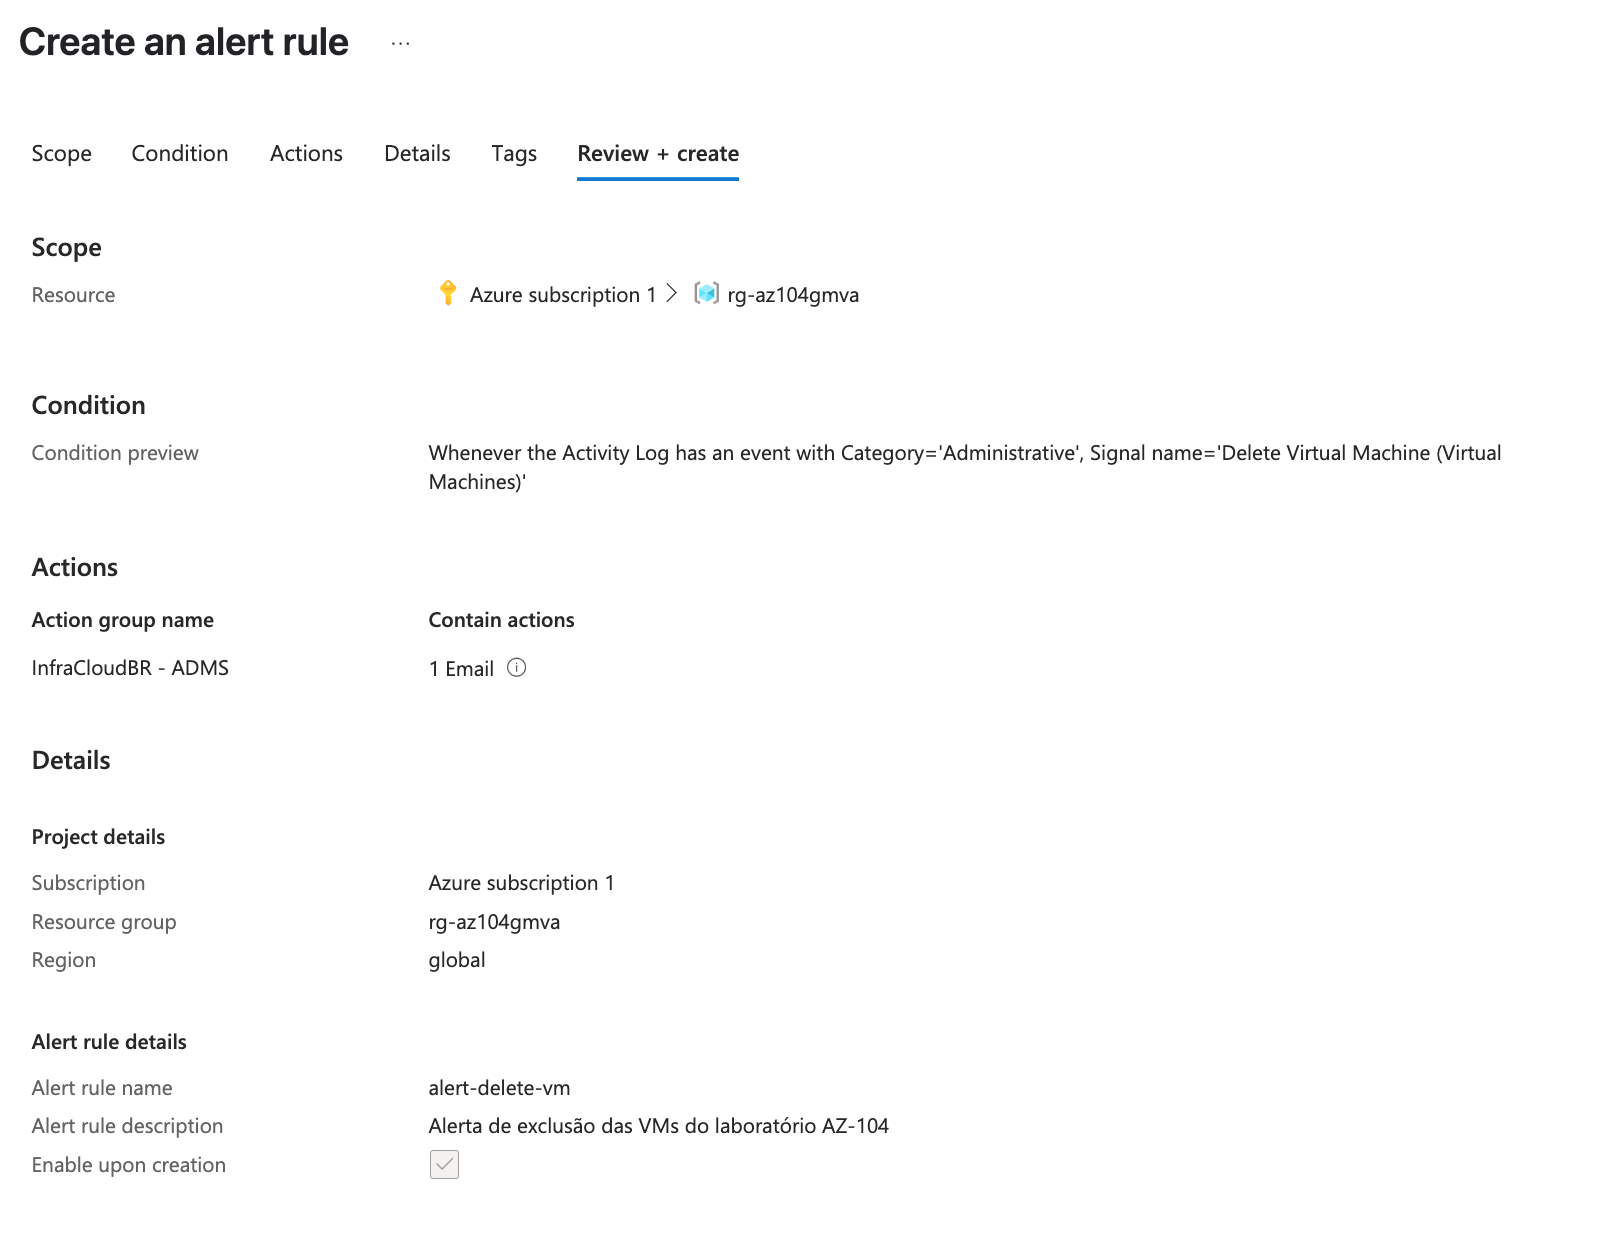 Create an alert rule ...
Scope Condition Actions Details Tags Review + create
Scope
Resource Azure subscription 1 > rg-az104gmva
Condition
Condition preview Whenever the Activity Log has an event with Category='Administrative', Signal name='Delete Virtual Machine (Virtual
Machines)'
Actions
Action group name Contain actions
InfraCloudBR - ADMS 1 Email
Details
Project details
Subscription Azure subscription 1
Resource group rg-az104gmva
Region global
Alert rule details
Alert rule name alert-delete-vm
Alert rule description Alerta de exclusão das VMs do laboratório AZ-104
Enable upon creation